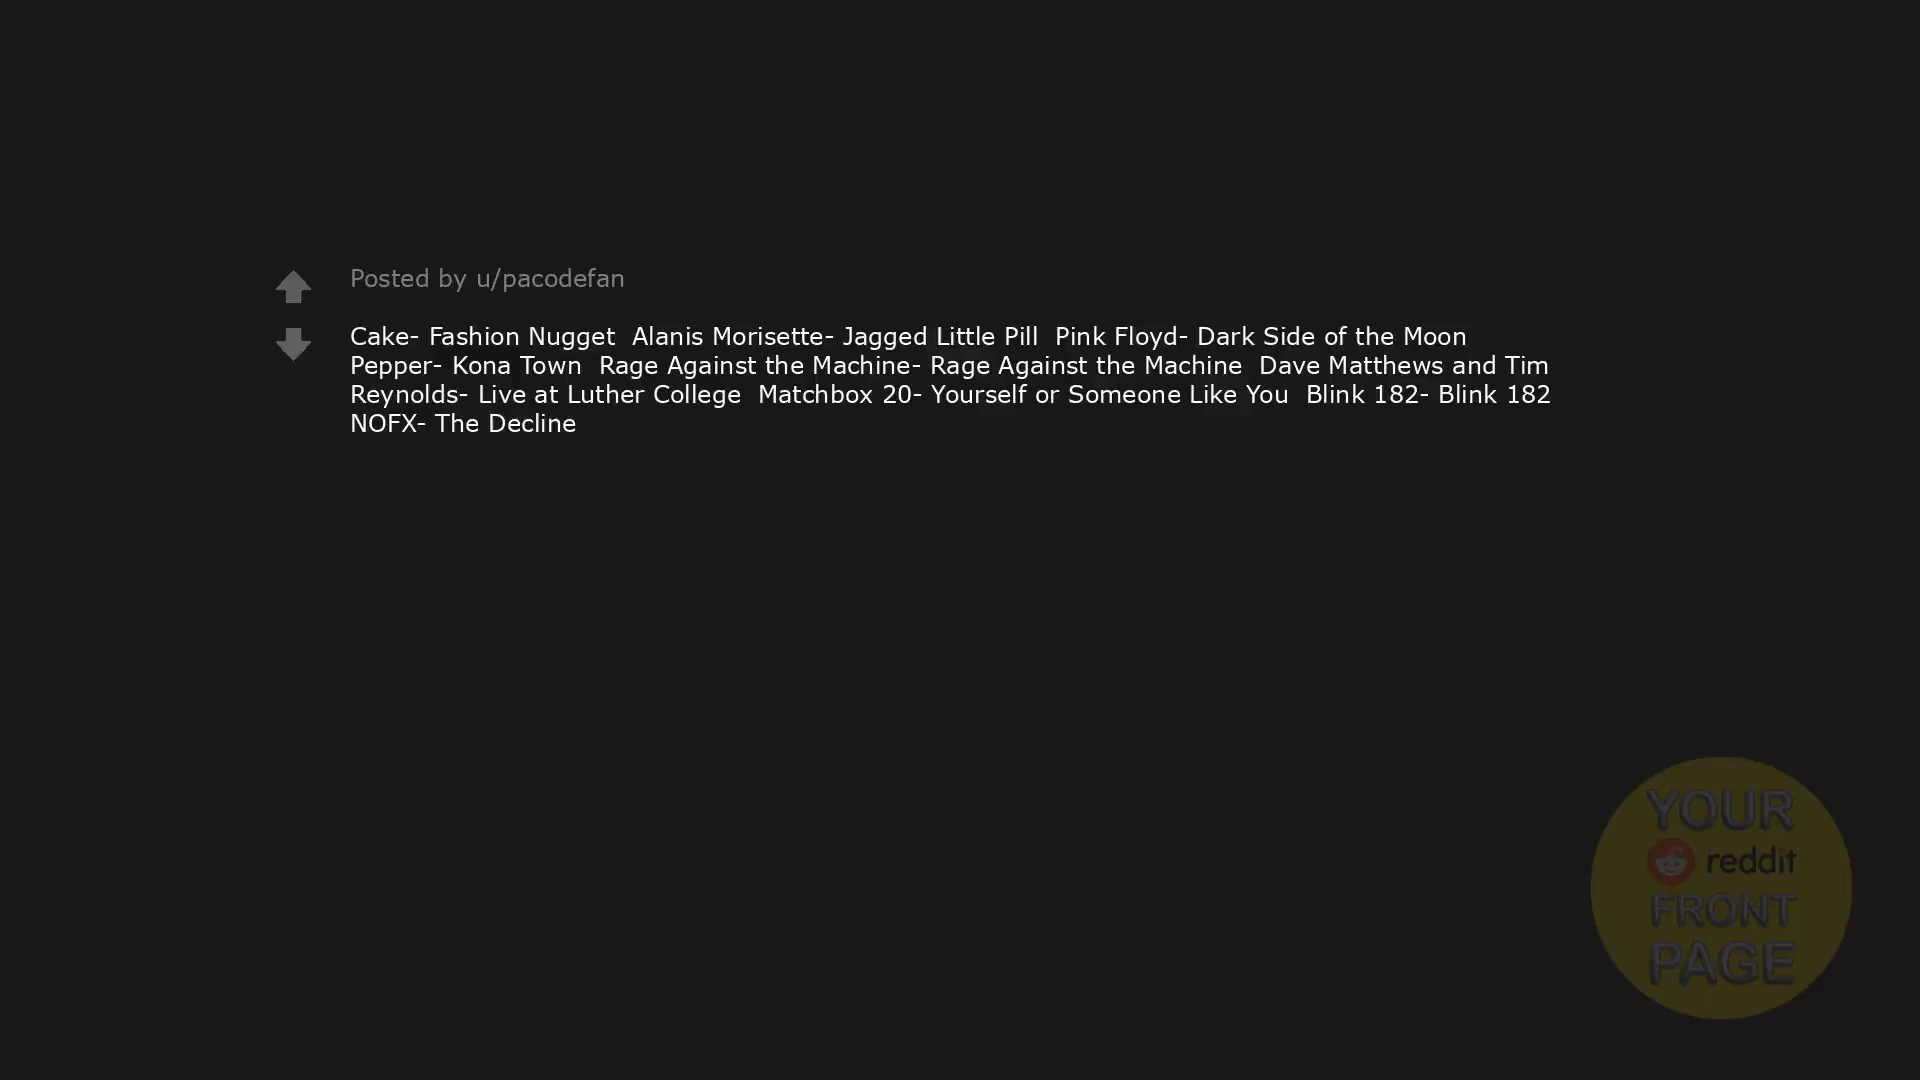 Posted by u/pacodefan
Cake- Fashion Nugget  Alanis Morisette- Jagged Little Pill  Pink Floyd- Dark Side of the Moon
Pepper- Kona Town  Rage Against the Machine- Rage Against the Machine  Dave Matthews and Tim
Reynolds- Live at Luther College  Matchbox 20- Yourself or Someone Like You  Blink 182- Blink 182
NOFX- The Decline
YOUR
reddit
FRONT
PAGE